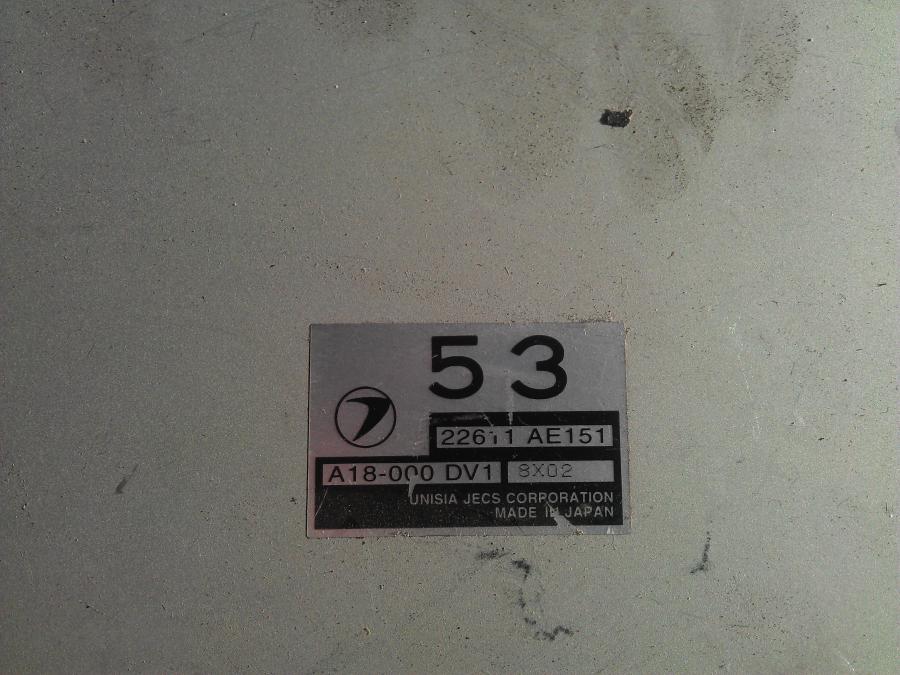 53
22611 AE151
A18-000 DV1 8X02
UNISIA JECS CORPORATION
MADE IN JAPAN